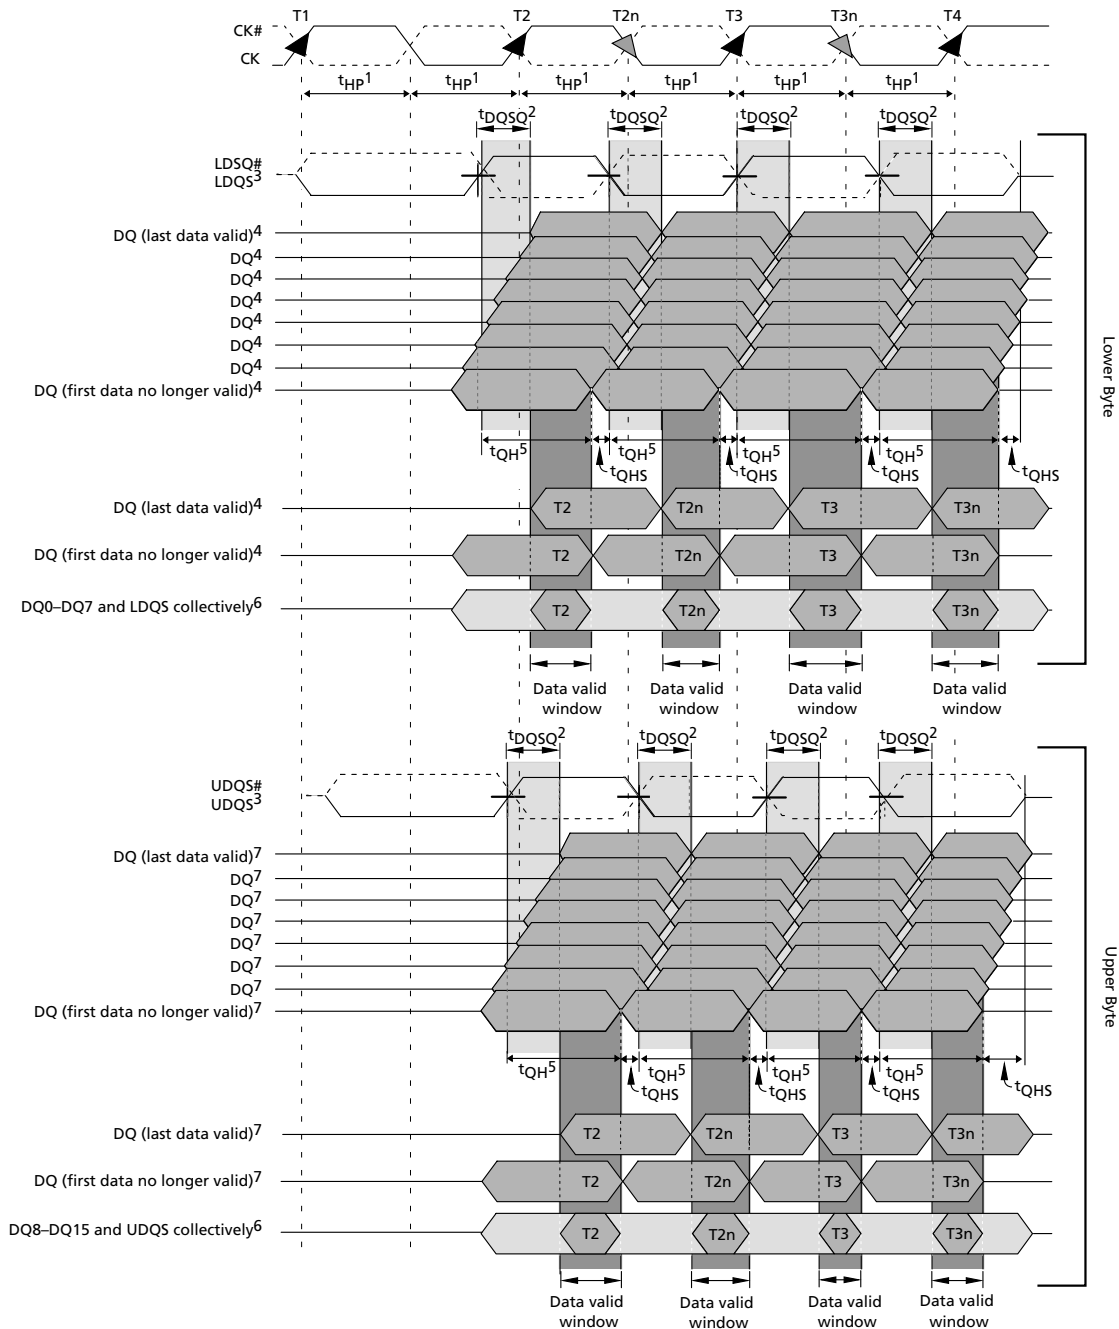 T1 T2 T2n T3 T3n T4
CK#
CK
tHP1 tHP1 tHP1 tHP1 tHP1 tHP1
tDQSQ2 tDQSQ2 tDQSQ2 tDQSQ2
LDSQ#
LDQS3
DQ (last data valid)4
DQ4
DQ4
DQ4
DQ4
DQ4
DQ4
DQ (first data no longer valid)4
Lower Byte
tQH5 tQH5 tQH5 tQH5
tQHS tQHS tQHS tQHS
DQ (last data valid)4 T2 T2n T3 T3n
DQ (first data no longer valid)4 T2 T2n T3 T3n
DQ0–DQ7 and LDQS collectively6 T2 T2n T3 T3n
Data valid window Data valid window Data valid window Data valid window
tDQSQ2 tDQSQ2 tDQSQ2 tDQSQ2
UDQS#
UDQS3
DQ (last data valid)7
DQ7
DQ7
DQ7
DQ7
DQ7
DQ7
DQ (first data no longer valid)7
Upper Byte
tQH5 tQH5 tQH5 tQH5
tQHS tQHS tQHS tQHS
DQ (last data valid)7 T2 T2n T3 T3n
DQ (first data no longer valid)7 T2 T2n T3 T3n
DQ8–DQ15 and UDQS collectively6 T2 T2n T3 T3n
Data valid window Data valid window Data valid window Data valid window